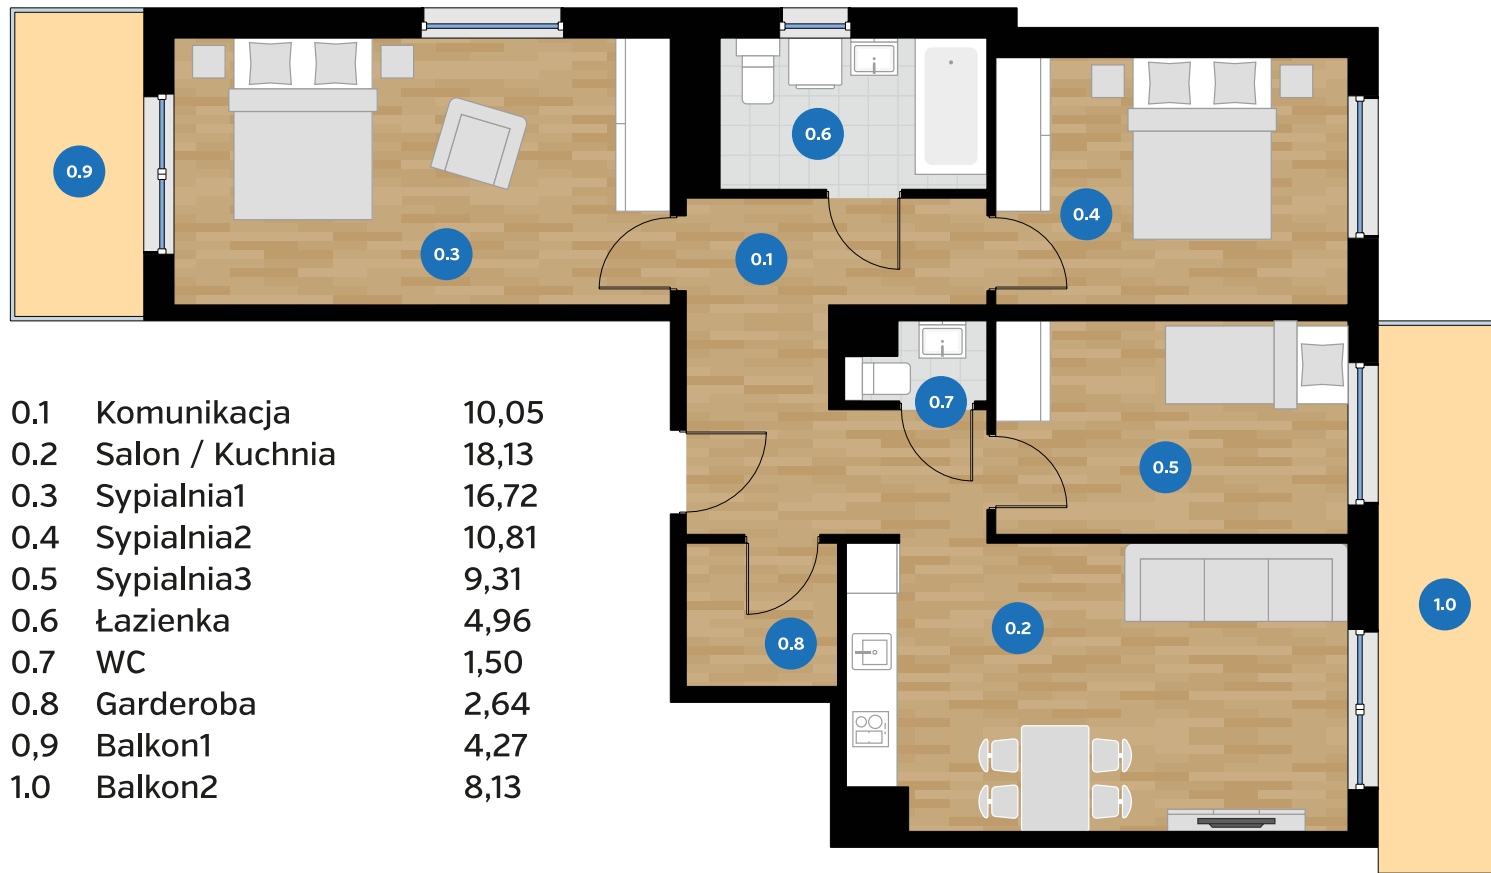 0.9
0.3
0.1
0.6
0.4
0.7
0.5
0.8
0.2
1.0
0.1 Komunikacja 10,05
0.2 Salon / Kuchnia 18,13
0.3 Sypialnia1 16,72
0.4 Sypialnia2 10,81
0.5 Sypialnia3 9,31
0.6 Łazienka 4,96
0.7 WC 1,50
0.8 Garderoba 2,64
0,9 Balkon1 4,27
1.0 Balkon2 8,13